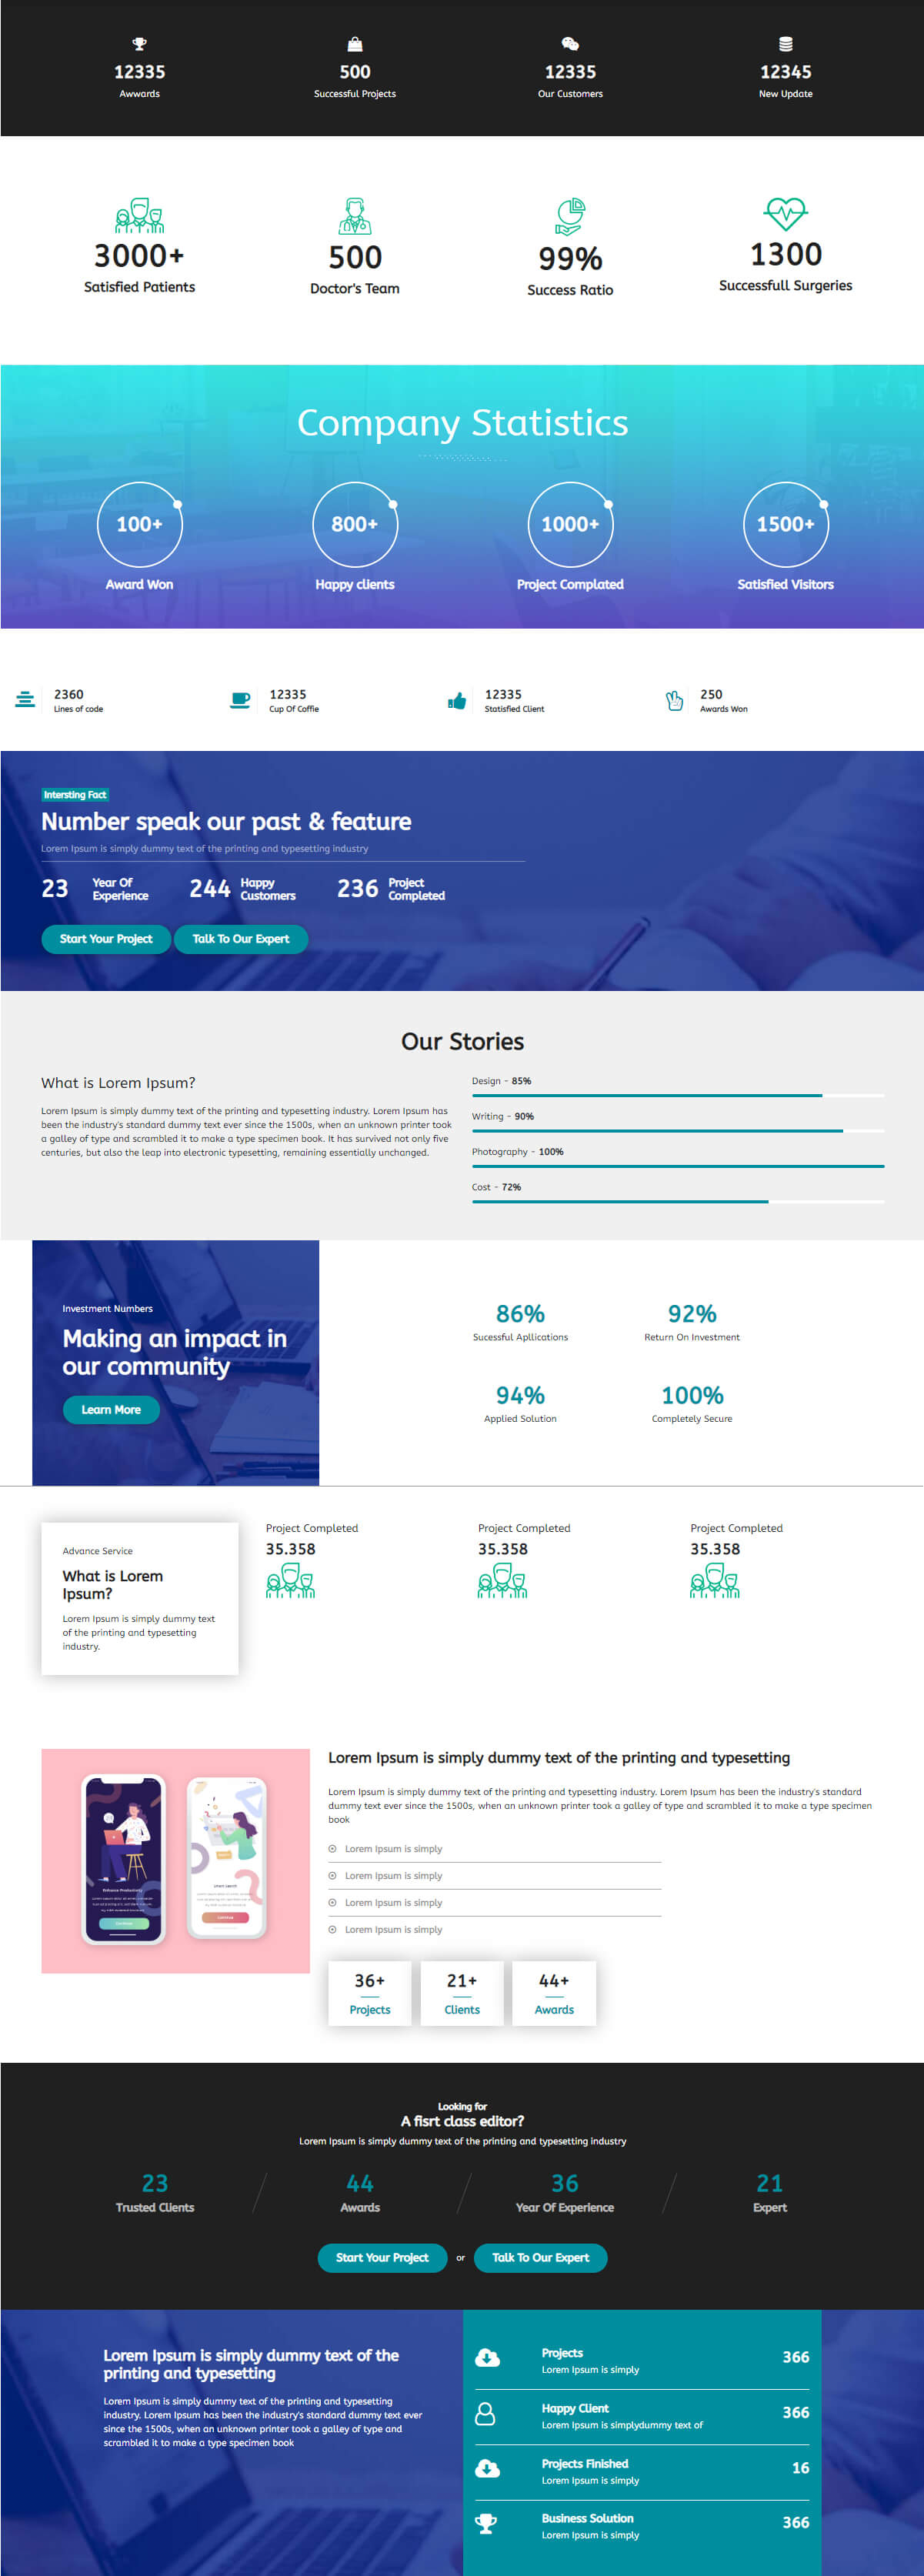 12335
Awwards
500
Successful Projects
12335
Our Customers
12345
New Update
3000+
Satisfied Patients
500
Doctor's Team
99%
Success Ratio
1300
Successfull Surgeries
Company Statistics
100+
Award Won
800+
Happy clients
1000+
Project Complated
1500+
Satisfied Visitors
2360
Lines of code
12335
Cup Of Coffie
12335
Statisfied Client
250
Awards Won
Intersting Fact
Number speak our past & feature
Lorem Ipsum is simply dummy text of the printing and typesetting industry
23
Year Of
Experience
244
Happy
Customers
236
Project
Completed
Start Your Project
Talk To Our Expert
Our Stories
What is Lorem Ipsum?
Lorem Ipsum is simply dummy text of the printing and typesetting industry. Lorem Ipsum has
been the industry's standard dummy text ever since the 1500s, when an unknown printer took
a galley of type and scrambled it to make a type specimen book. It has survived not only five
centuries, but also the leap into electronic typesetting, remaining essentially unchanged.
Design - 85%
Writing - 90%
Photography - 100%
Cost - 72%
Investment Numbers
Making an impact in
our community
Learn More
86%
Sucessful Apllications
92%
Return On Investment
94%
Applied Solution
100%
Completely Secure
Advance Service
What is Lorem
Ipsum?
Lorem Ipsum is simply dummy text
of the printing and typesetting
industry.
Project Completed
35.358
Project Completed
35.358
Project Completed
35.358
Lorem Ipsum is simply dummy text of the printing and typesetting
Lorem Ipsum is simply dummy text of the printing and typesetting industry. Lorem Ipsum has been the industry's standard
dummy text ever since the 1500s, when an unknown printer took a galley of type and scrambled it to make a type specimen
book
Lorem Ipsum is simply
Lorem Ipsum is simply
Lorem Ipsum is simply
Lorem Ipsum is simply
36+
Projects
21+
Clients
44+
Awards
Looking for
A fisrt class editor?
Lorem Ipsum is simply dummy text of the printing and typesetting industry
23
Trusted Clients
44
Awards
36
Year Of Experience
21
Expert
Start Your Project
or
Talk To Our Expert
Lorem Ipsum is simply dummy text of the
printing and typesetting
Lorem Ipsum is simply dummy text of the printing and typesetting
industry. Lorem Ipsum has been the industry's standard dummy text ever
since the 1500s, when an unknown printer took a galley of type and
scrambled it to make a type specimen book
Projects
Lorem Ipsum is simply
366
Happy Client
Lorem Ipsum is simplydummy text of
366
Projects Finished
Lorem Ipsum is simply
16
Business Solution
Lorem Ipsum is simply
366